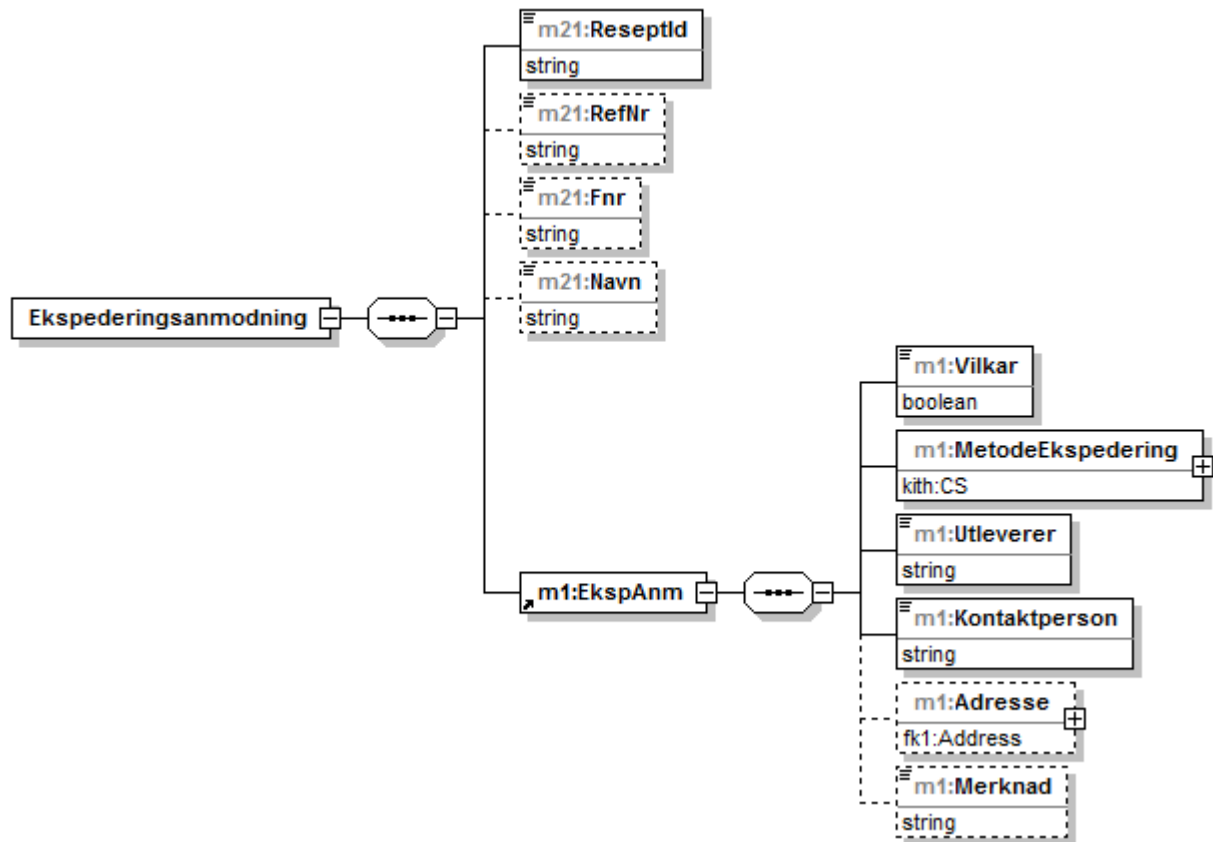 m21:ReseptId
string
m21:RefNr
string
m21:Fnr
string
m21:Navn
string
Ekspederingsanmodning
m1:Vilkar
boolean
m1:MetodeEkspedering
kith:CS
m1:Utleverer
string
m1:EkspAnm
m1:Kontaktperson
string
m1:Adresse
fk1:Address
m1:Merknad
string